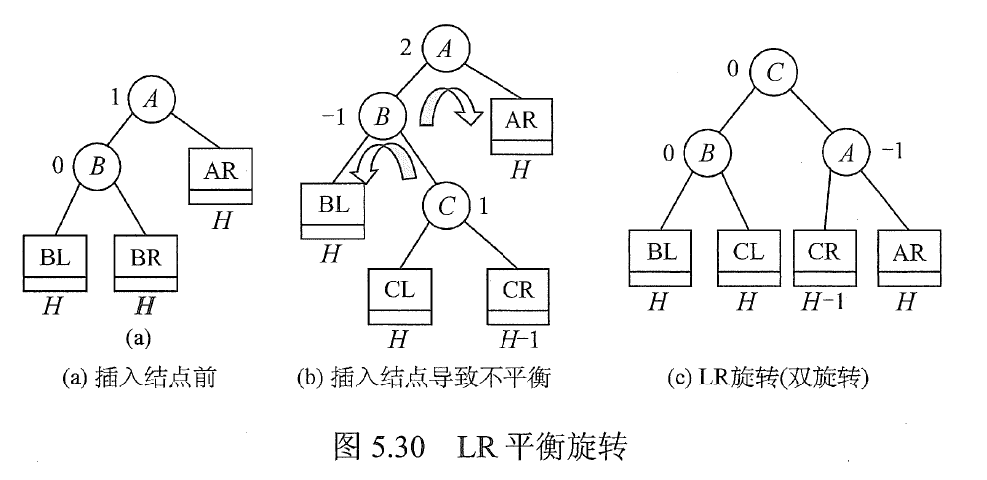 1 A
0 B AR
H
BL BR
H H
(a)
(a) 插入结点前
2 A
-1 B AR
H
BL C 1
H
CL CR
H H-1
(b) 插入结点导致不平衡
0 C
0 B A -1
BL CL CR AR
H H H-1 H
(c) LR旋转(双旋转)
图 5.30 LR 平衡旋转